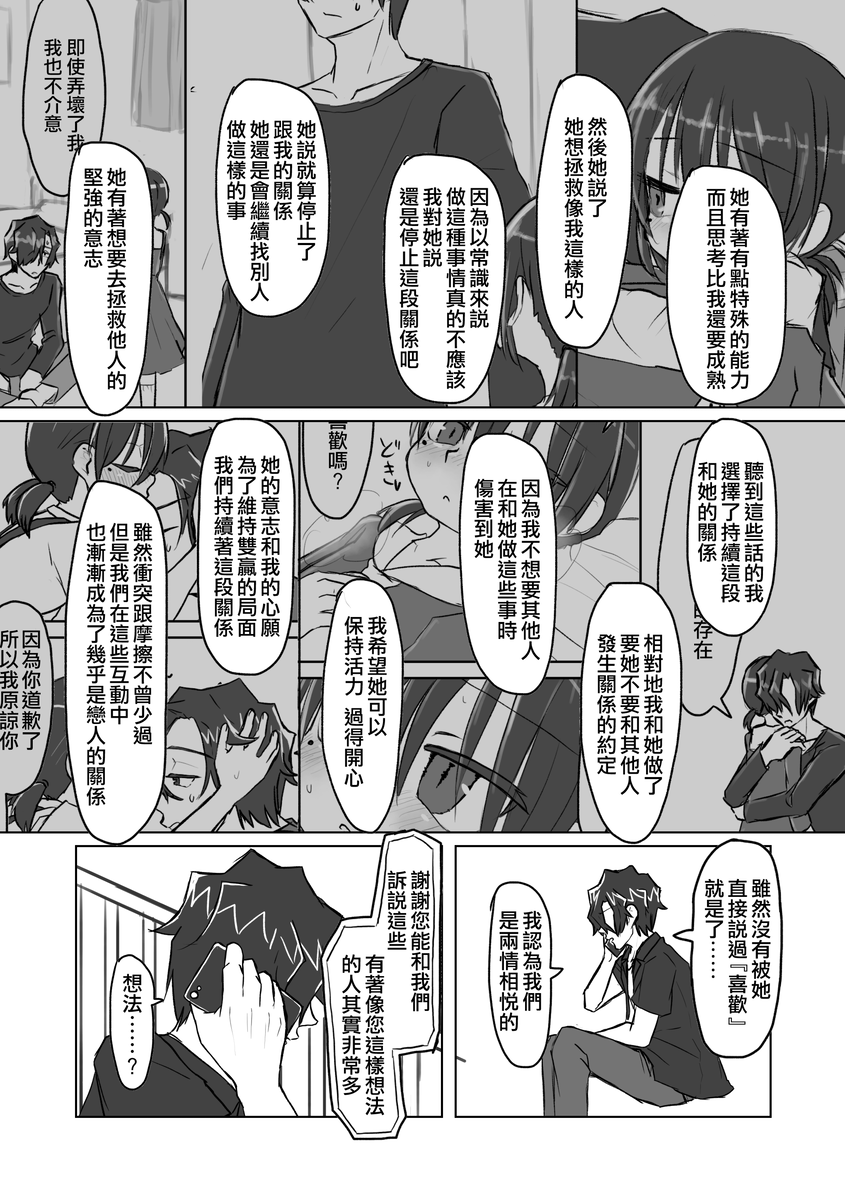 她有著有點特殊的能力
而且思考比我還要成熟
然後她説了
她想拯救像我這樣的人
因為以常識來說
做這種事情真的不應該
我對她說
還是停止這段關係吧
她説就算停止了
跟我的關係
她還是會繼續找別人
做這樣的事
即使弄壞了我
我也不介意
她有著想要去拯救他人的
堅強的意志
聽到這些話的我
選擇了持續這段
和她的關係
的存在
相對地我和她做了
要她不要和其他人
發生關係的約定
因為我不想要其他人
在和她做這些事時
傷害到她
喜歡嗎？
どきっ
我希望她可以
保持活力 過得開心
她的意志和我的心願
為了維持雙贏的局面
我們持續著這段關係
雖然衝突跟摩擦不曾少過
但是我們在這些互動中
也漸漸成為了幾乎是戀人的關係
因為你道歉了
所以我原諒你
雖然沒有被她
直接説過『喜歡』
就是了⋯⋯
我認為我們
是兩情相悅的
謝謝您能和我們
訴說這些
有著像您這樣想法
的人其實非常多
想法⋯⋯？